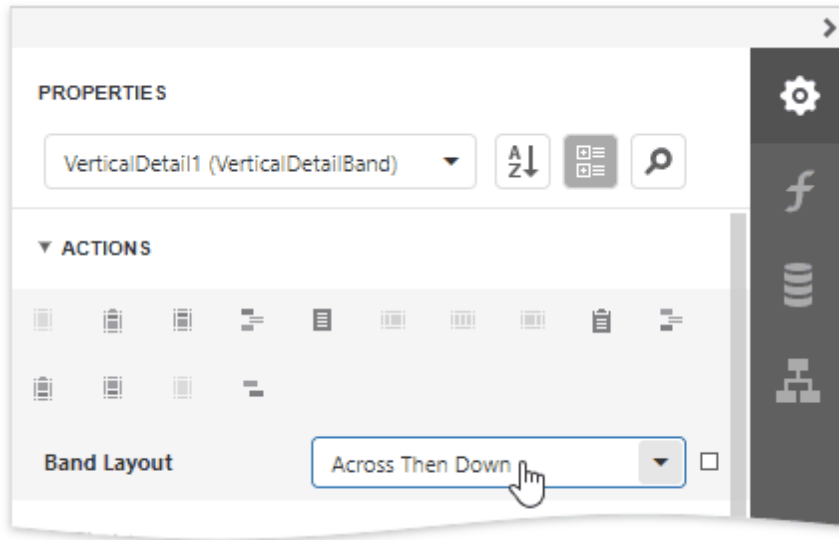 PROPERTIES
VerticalDetail1 (VerticalDetailBand)
ACTIONS
Band Layout
Across Then Down